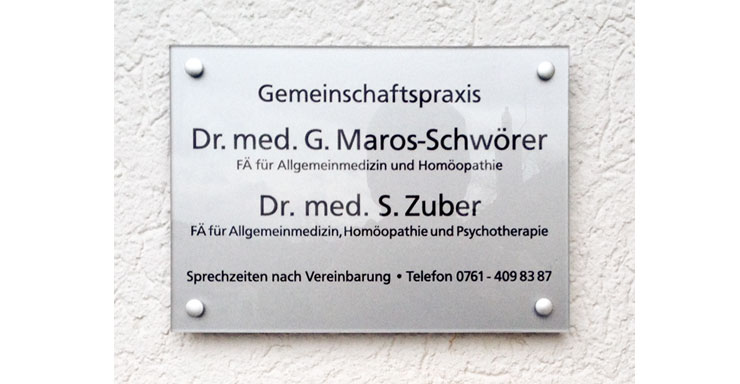 Gemeinschaftspraxis
Dr. med. G. Maros-Schwörer
FÄ für Allgemeinmedizin und Homöopathie
Dr. med. S. Zuber
FÄ für Allgemeinmedizin, Homöopathie und Psychotherapie
Sprechzeiten nach Vereinbarung • Telefon 0761 - 409 83 87